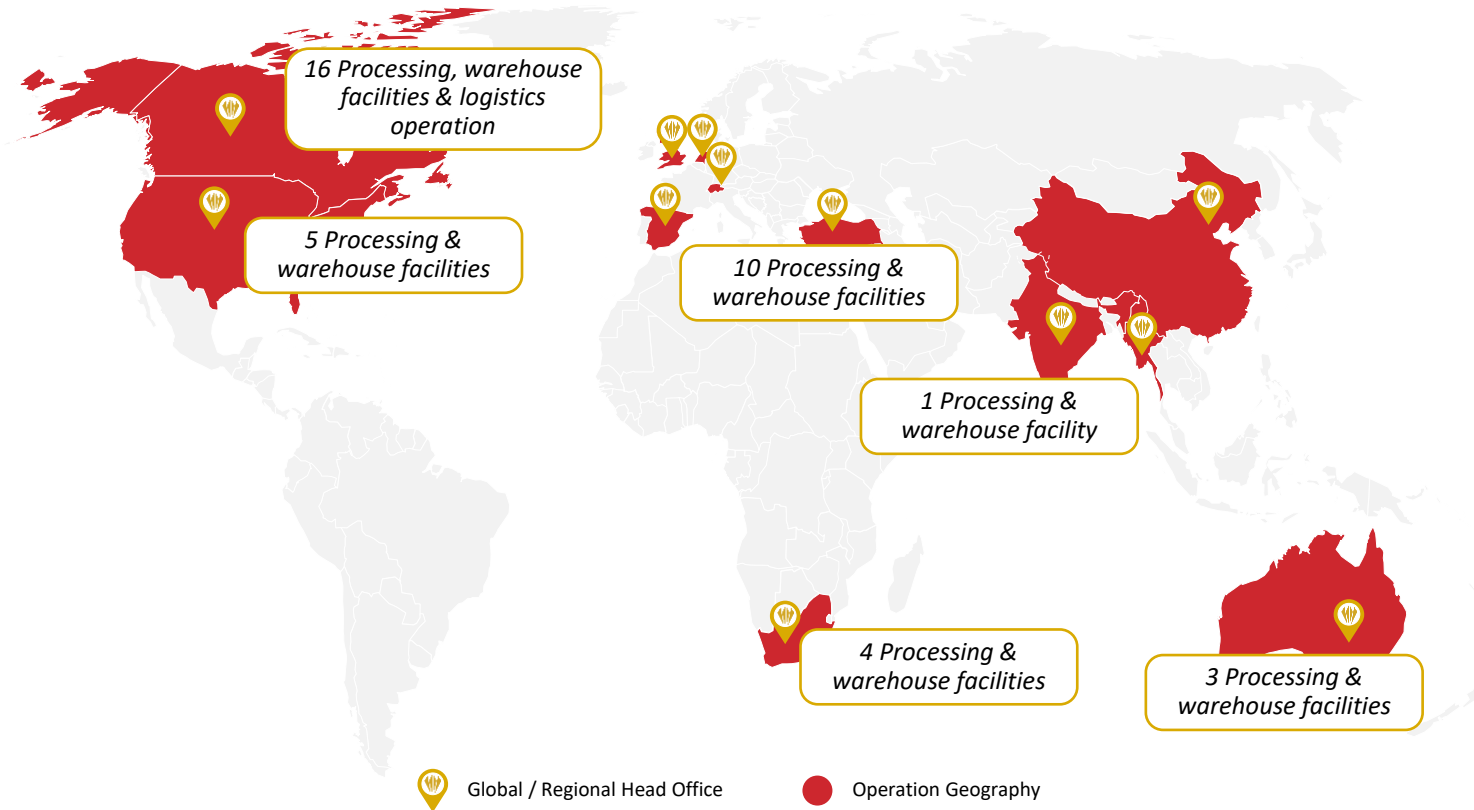 16 Processing, warehouse
facilities & logistics
operation
5 Processing &
warehouse facilities
10 Processing &
warehouse facilities
1 Processing &
warehouse facility
4 Processing &
warehouse facilities
3 Processing &
warehouse facilities
Global / Regional Head Office
Operation Geography